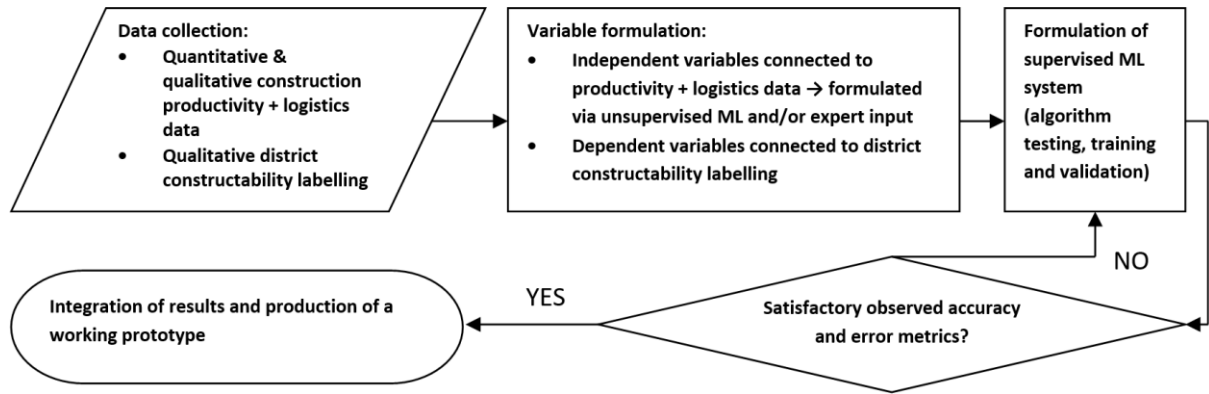 Data collection:
• Quantitative &
qualitative construction
productivity + logistics
data
• Qualitative district
constructability labelling
Variable formulation:
• Independent variables connected to
productivity + logistics data → formulated
via unsupervised ML and/or expert input
• Dependent variables connected to district
constructability labelling
Formulation of
supervised ML
system
(algorithm
testing, training
and validation)
NO
Satisfactory observed accuracy
and error metrics?
YES
Integration of results and production of a
working prototype